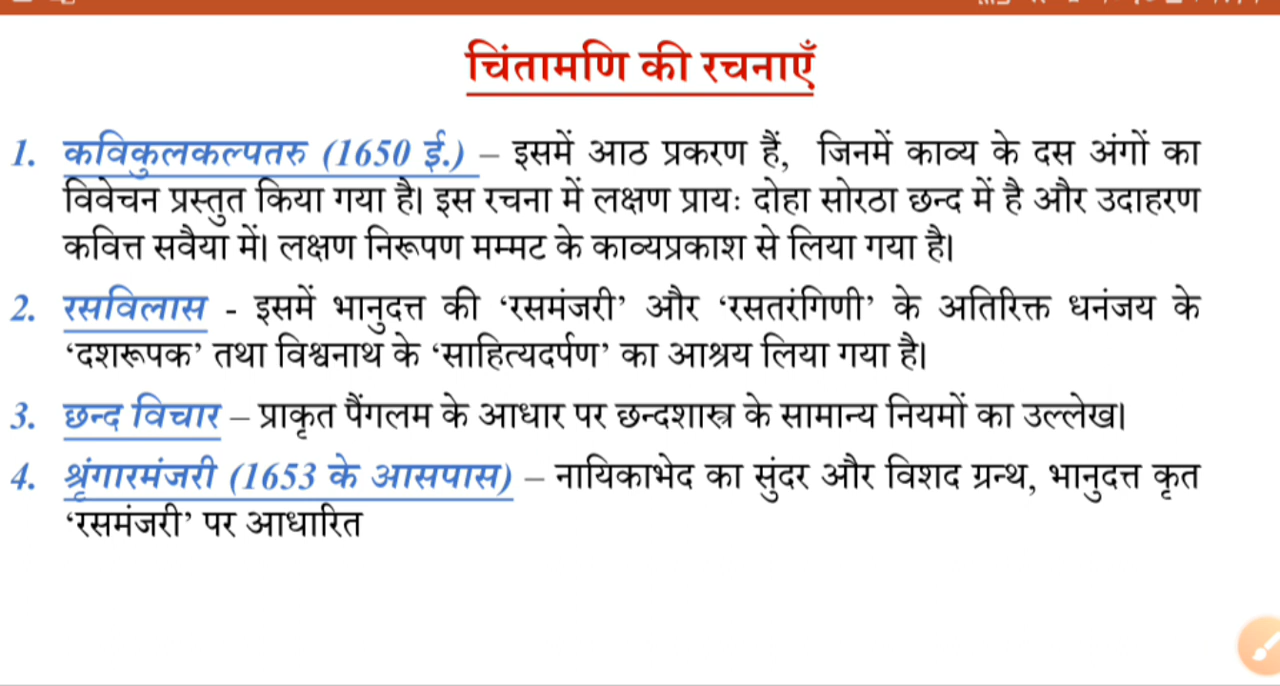 चिंतामणि की रचनाएँ
1. कविकुलकल्पतरु (1650 ई.) – इसमें आठ प्रकरण हैं, जिनमें काव्य के दस अंगों का
विवेचन प्रस्तुत किया गया है। इस रचना में लक्षण प्रायः दोहा सोरठा छन्द में है और उदाहरण
कवित्त सवैया में। लक्षण निरूपण मम्मट के काव्यप्रकाश से लिया गया है।
2. रसविलास - इसमें भानुदत्त की ‘रसमंजरी’ और ‘रसतरंगिणी’ के अतिरिक्त धनंजय के
‘दशरूपक’ तथा विश्वनाथ के ‘साहित्यदर्पण’ का आश्रय लिया गया है।
3. छन्द विचार – प्राकृत पैंगलम के आधार पर छन्दशास्त्र के सामान्य नियमों का उल्लेख।
4. श्रृंगारमंजरी (1653 के आसपास) – नायिकाभेद का सुंदर और विशद ग्रन्थ, भानुदत्त कृत
‘रसमंजरी’ पर आधारित